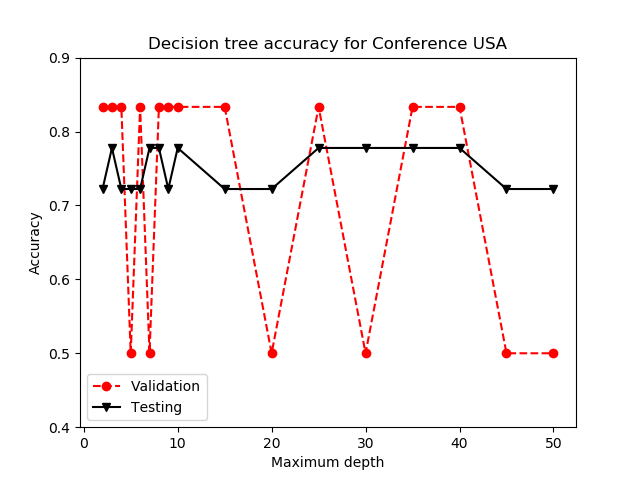 Decision tree accuracy for Conference USA
Accuracy
0.9
0.8
0.7
0.6
0.5
0.4
Validation
Testing
0 10 20 30 40 50
Maximum depth